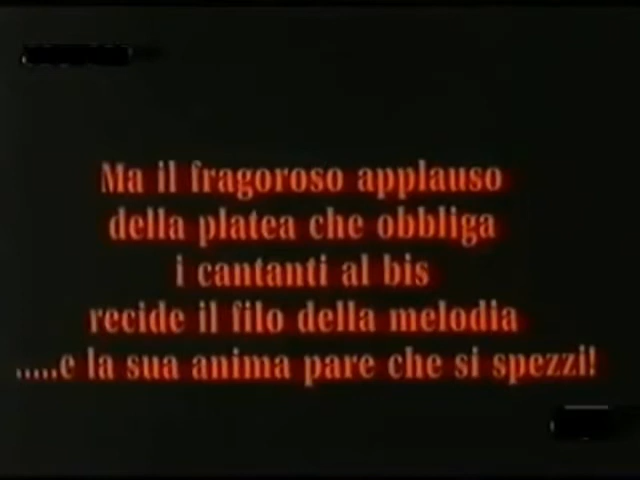 Ma il fragoroso applauso
della platea che obbliga
i cantanti al bis
recide il filo della melodia
.....e la sua anima pare che si spezzi!